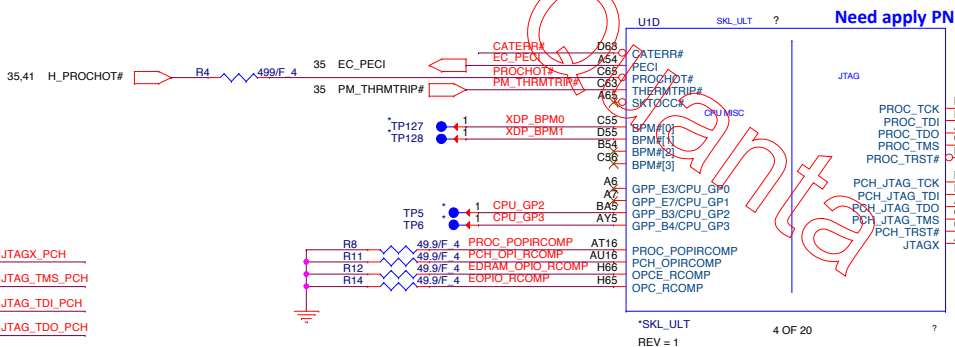 Need apply PN
U1D SKL_ULT ?
CATERR# D63 CATERR#
35 EC_PECI EC_PECI A54 PECI
35,41 H_PROCHOT# R4 499/F_4 PROCHOT# C65 PROCHOT#
35 PM_THRMTRIP# PM_THRMTRIP# C63 THERMTRIP#
A65 SKTOCC#
JTAG
CPU MISC
*TP127 1 XDP_BPM0 C55 BPM#[0]
*TP128 1 XDP_BPM1 D55 BPM#[1]
B54 BPM#[2]
C56 BPM#[3]
PROC_TCK
PROC_TDI
PROC_TDO
PROC_TMS
PROC_TRST#
A6 GPP_E3/CPU_GP0
A7 GPP_E7/CPU_GP1
TP5 * 1 CPU_GP2 BA5 GPP_B3/CPU_GP2
TP6 * 1 CPU_GP3 AY5 GPP_B4/CPU_GP3
PCH_JTAG_TCK
PCH_JTAG_TDI
PCH_JTAG_TDO
PCH_JTAG_TMS
PCH_TRST#
JTAGX
R8 49.9/F_4 PROC_POPIRCOMP AT16 PROC_POPIRCOMP
R11 49.9/F_4 PCH_OPI_RCOMP AU16 PCH_OPIRCOMP
R12 49.9/F_4 EDRAM_OPIO_RCOMP H66 OPCE_RCOMP
R14 49.9/F_4 EOPIO_RCOMP H65 OPC_RCOMP
JTAGX_PCH
JTAG_TMS_PCH
JTAG_TDI_PCH
JTAG_TDO_PCH
*SKL_ULT 4 OF 20 ?
REV = 1
Quanta